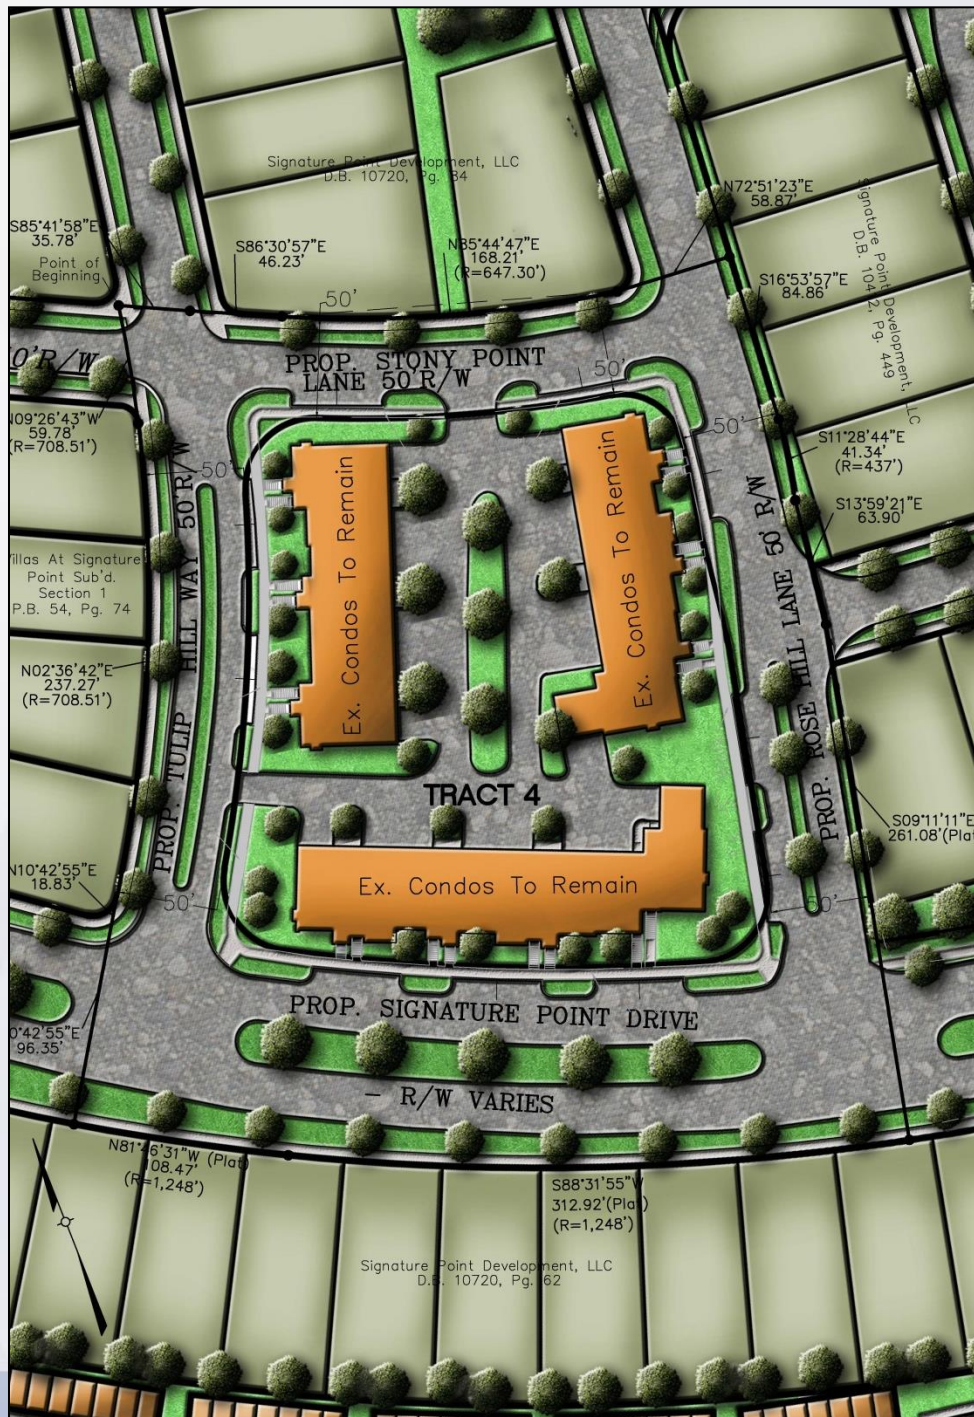 Signature Point Development, LLC
D.B. 10720, Pg. 84
N72°51'23"E
58.87'
Signature Point Development, LLC
D.B. 10442, Pg. 449
S85°41'58"E
35.78'
Point of
Beginning
S86°30'57"E
46.23'
N85°44'47"E
168.21'
(R=647.30')
S16°53'57"E
84.86'
50'
0'R/W
PROP. STONY POINT
LANE 50'R/W
50'
N09°26'43"W
59.78'
(R=708.51')
50'
50'
S11°28'44"E
41.34'
(R=437')
S13°59'21"E
63.90'
Villas At Signature
Point Sub'd.
Section 1
P.B. 54, Pg. 74
N02°36'42"E
237.27'
(R=708.51')
PROP. TULIP HILL WAY 50'R/W
Ex. Condos To Remain
Ex. Condos To Remain
PROP. ROSE HILL LANE 50' R/W
TRACT 4
S09°11'11"E
261.08'(Plat
N10°42'55"E
18.83'
Ex. Condos To Remain
50'
50'
0°42'55"E
96.35'
PROP. SIGNATURE POINT DRIVE
- R/W VARIES
N81°46'31"W (Plat)
108.47'
(R=1,248')
S88°31'55"W
312.92'(Plat)
(R=1,248')
Signature Point Development, LLC
D.B. 10720, Pg. 62